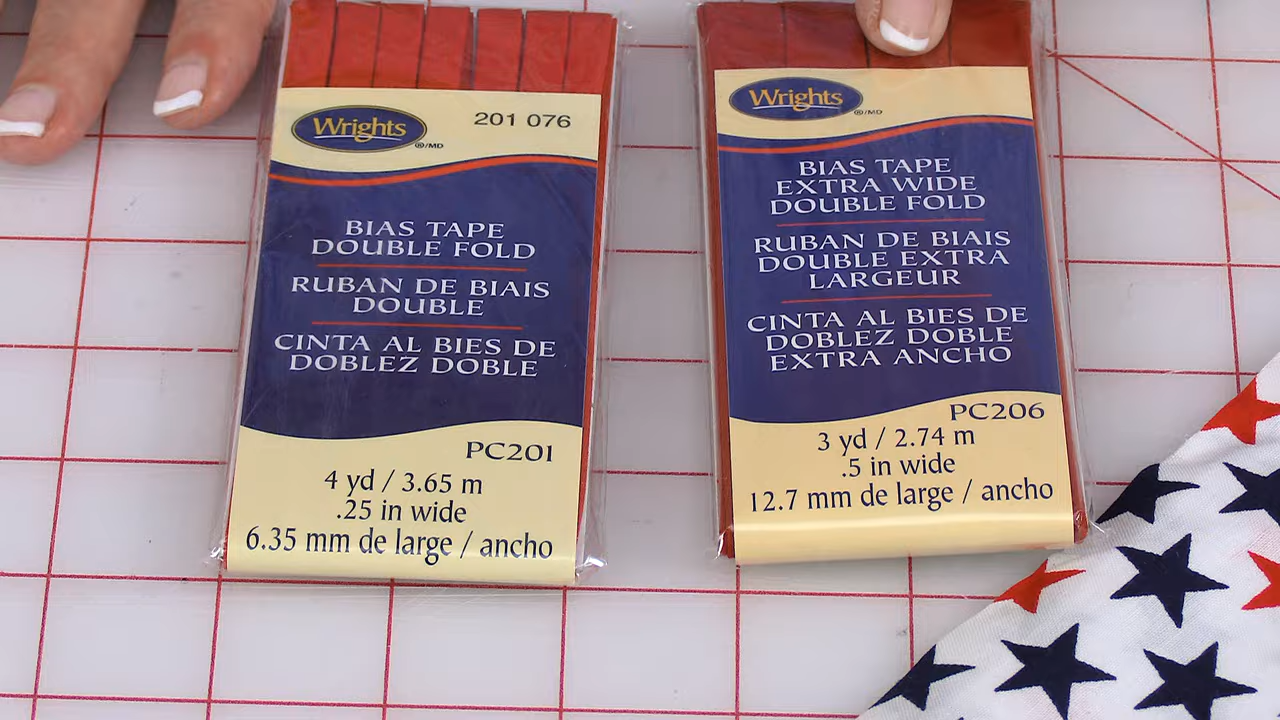 Wrights
®/MD
201 076
BIAS TAPE
DOUBLE FOLD
RUBAN DE BIAIS
DOUBLE
CINTA AL BIES DE
DOBLEZ DOBLE
PC201
4 yd / 3.65 m
.25 in wide
6.35 mm de large / ancho
Wrights
®/MD
BIAS TAPE
EXTRA WIDE
DOUBLE FOLD
RUBAN DE BIAIS
DOUBLE EXTRA
LARGEUR
CINTA AL BIES DE
DOBLEZ DOBLE
EXTRA ANCHO
PC206
3 yd / 2.74 m
.5 in wide
12.7 mm de large / ancho